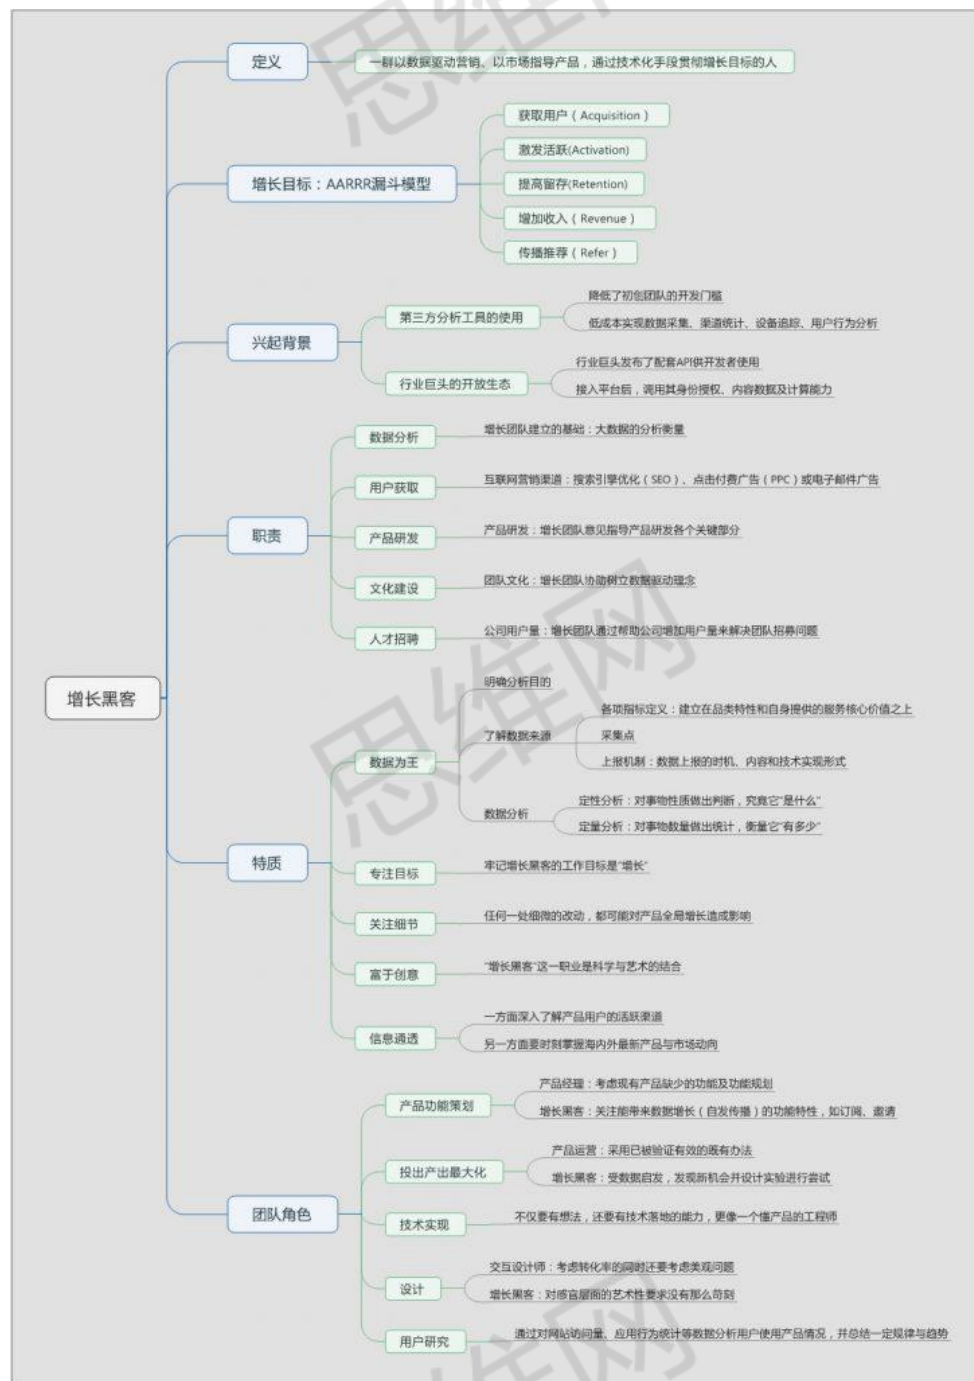 思维网
定义
一群以数据驱动营销、以市场指导产品，通过技术化手段贯彻增长目标的人
获取用户（Acquisition）
激发活跃(Activation)
增长目标：AARRR漏斗模型
提高留存(Retention)
增加收入（Revenue）
传播推荐（Refer）
兴起背景
第三方分析工具的使用
降低了初创团队的开发门槛
低成本实现数据采集、渠道统计、设备追踪、用户行为分析
行业巨头的开放生态
行业巨头发布了配套API供开发者使用
接入平台后，调用其身份授权、内容数据及计算能力
职责
数据分析
增长团队建立的基础：大数据的分析衡量
用户获取
互联网营销渠道：搜索引擎优化（SEO）、点击付费广告（PPC）或电子邮件广告
产品研发
产品研发：增长团队意见指导产品研发各个关键部分
文化建设
团队文化：增长团队协助树立数据驱动理念
人才招聘
公司用户量：增长团队通过帮助公司增加用户量来解决团队招募问题
思维网
增长黑客
特质
数据为王
明确分析目的
了解数据来源
各项指标定义：建立在品类特性和自身提供的服务核心价值之上
采集点
上报机制：数据上报的时机、内容和技术实现形式
数据分析
定性分析：对事物性质做出判断，究竟它“是什么”
定量分析：对事物数量做出统计，衡量它“有多少”
专注目标
牢记增长黑客的工作目标是“增长”
关注细节
任何一处细微的改动，都可能对产品全局增长造成影响
富于创意
“增长黑客”这一职业是科学与艺术的结合
信息通透
一方面深入了解产品用户的活跃渠道
另一方面要时刻掌握海内外最新产品与市场动向
团队角色
产品功能策划
产品经理：考虑现有产品缺少的功能及功能规划
增长黑客：关注能带来数据增长（自发传播）的功能特性，如订阅、邀请
投出产出最大化
产品运营：采用已被验证有效的既有办法
增长黑客：受数据启发，发现新机会并设计实验进行尝试
技术实现
不仅要有想法，还要有技术落地的能力，更像一个懂产品的工程师
设计
交互设计师：考虑转化率的同时还要考虑美观问题
增长黑客：对感官层面的艺术性要求没有那么苛刻
用户研究
通过对网站访问量、应用行为统计等数据分析用户使用产品情况，并总结一定规律与趋势
思维网